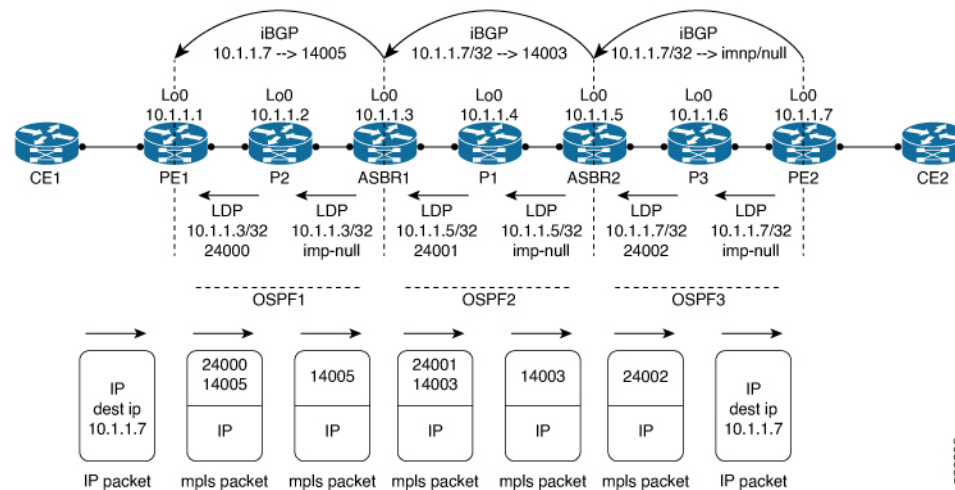 iBGP
10.1.1.7 --> 14005
iBGP
10.1.1.7/32 --> 14003
iBGP
10.1.1.7/32 --> imnp/null
Lo0
10.1.1.1
Lo0
10.1.1.2
Lo0
10.1.1.3
Lo0
10.1.1.4
Lo0
10.1.1.5
Lo0
10.1.1.6
Lo0
10.1.1.7
CE1
PE1
P2
ASBR1
P1
ASBR2
P3
PE2
CE2
LDP
10.1.1.3/32
24000
LDP
10.1.1.3/32
imp-null
LDP
10.1.1.5/32
24001
LDP
10.1.1.5/32
imp-null
LDP
10.1.1.7/32
24002
LDP
10.1.1.7/32
imp-null
OSPF1
OSPF2
OSPF3
IP
dest ip
10.1.1.7
IP packet
24000
14005
IP
mpls packet
14005
IP
mpls packet
24001
14003
IP
mpls packet
14003
IP
mpls packet
24002
IP
mpls packet
IP
dest ip
10.1.1.7
IP packet